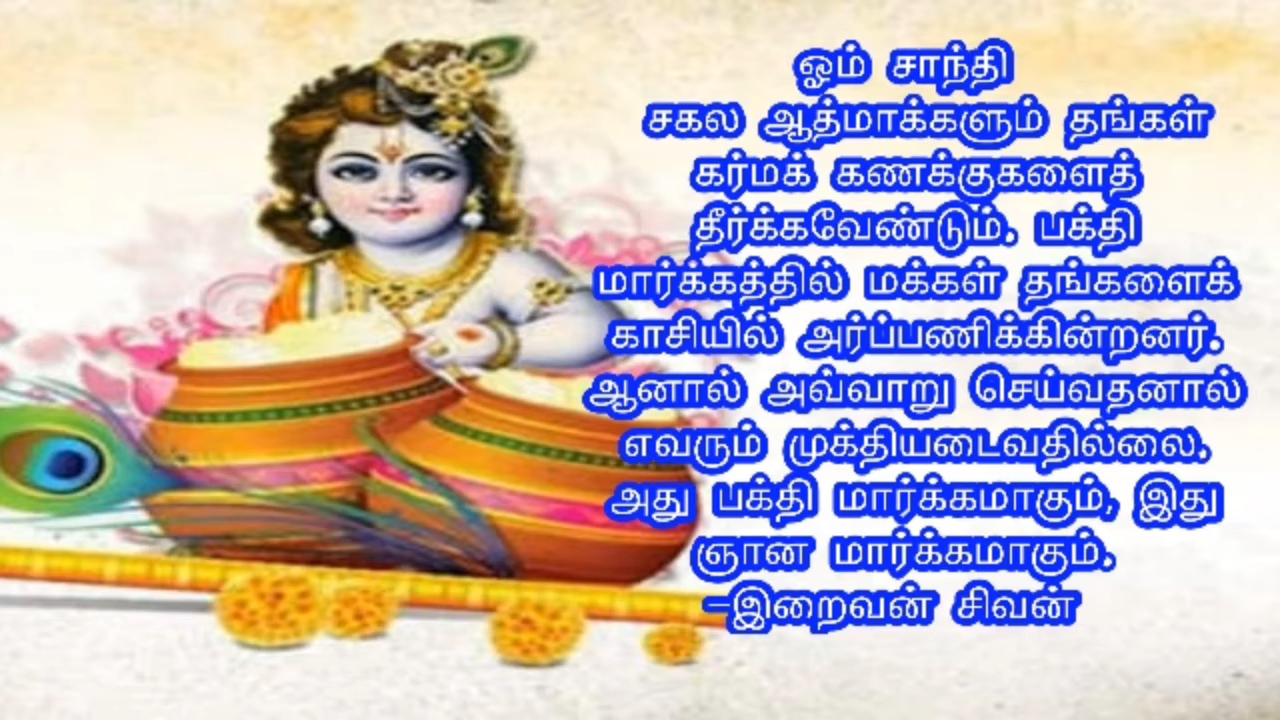 ஓம் சாந்தி
சகல ஆத்மாக்களும் தங்கள்
கர்மக் கணக்குகளைத்
தீர்க்கவேண்டும். பக்தி
மார்க்கத்தில் மக்கள் தங்களைக்
காசியில் அர்ப்பணிக்கின்றனர்.
ஆனால் அவ்வாறு செய்வதனால்
எவரும் முக்தியடைவதில்லை.
அது பக்தி மார்க்கமாகும், இது
ஞான மார்க்கமாகும்.
-இறைவன் சிவன்